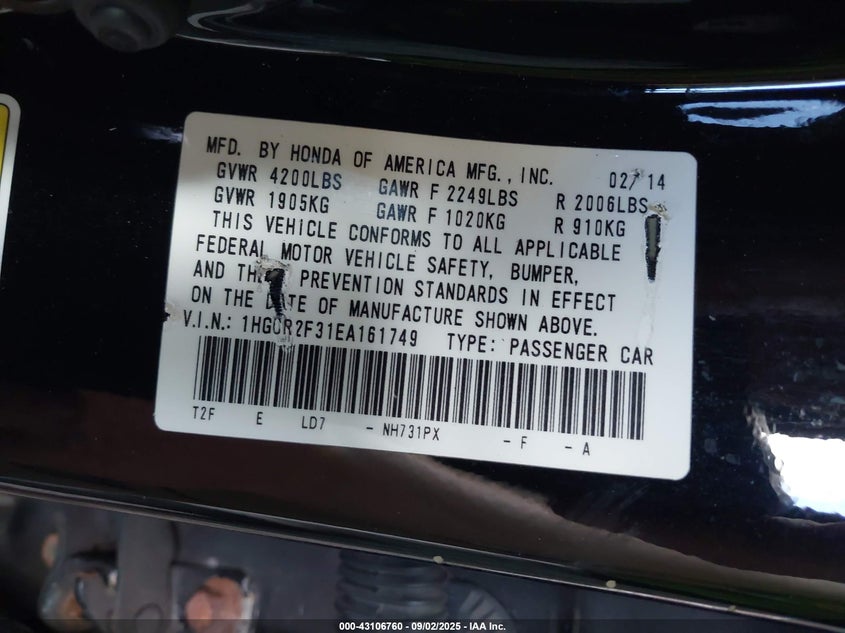 MFD. BY HONDA OF AMERICA MFG., INC. 02/14
GVWR 4200LBS GAWR F 2249LBS R 2006LBS
GVWR 1905KG GAWR F 1020KG R 910KG
THIS VEHICLE CONFORMS TO ALL APPLICABLE
FEDERAL MOTOR VEHICLE SAFETY, BUMPER,
AND PREVENTION STANDARDS IN EFFECT
ON THE DATE OF MANUFACTURE SHOWN ABOVE.
V.I.N.: 1HGCR2F31EA161749 TYPE: PASSENGER CAR
T2F E LD7 - NH731PX - F - A
000-43106760 - 09/02/2025 - IAA Inc.